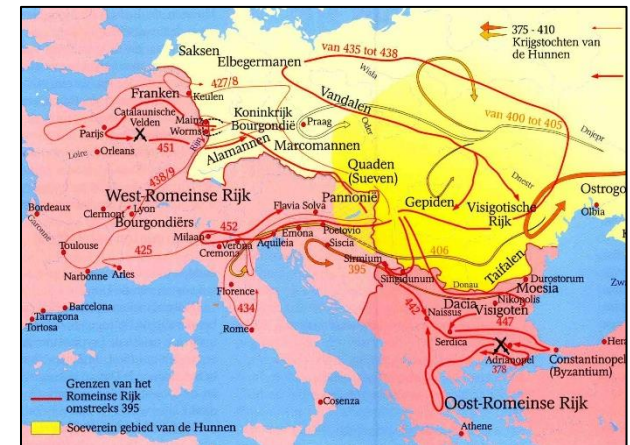 Saksen
Elbegermanen
van 435 tot 438
375 - 410
Krijgstochten van
de Hunnen
Wisla
Franken
427/8
Keulen
Vandalen
van 400 tot 405
Catalaunische
Velden
Mainz
Worms
Koninkrijk
Bourgondië
Praag
Oder
Dnjepr
Parijs
451
Rijn
Alamannen
Marcomannen
Loire
Orleans
438/9
Quaden
(Sueven)
Dnestr
West-Romeinse Rijk
Pannonië
Gepiden
Visigotische
Rijk
Ostrogo
Olbia
Bordeaux
Clermont
Lyon
Bourgondiërs
Flavia Solva
452
Milaan
Verona
Cremona
Aquileia
Emona
Poetovio
Siscia
406
Taifalen
Garonne
Toulouse
425
Sirmium
395
Narbonne
Arles
Singidunum
Donau
Durostorum
Zw
Florence
434
Moesia
Dacia
Nikopolis
Barcelona
Tarragona
Tortosa
Rome
442
Naissus
Visigoten
447
Serdica
Her
Adrianopel
378
Constantinopel
(Byzantium)
Grenzen van het
Romeinse Rijk
omstreeks 395
Cosenza
Oost-Romeinse Rijk
Soeverein gebied van de Hunnen
Athene